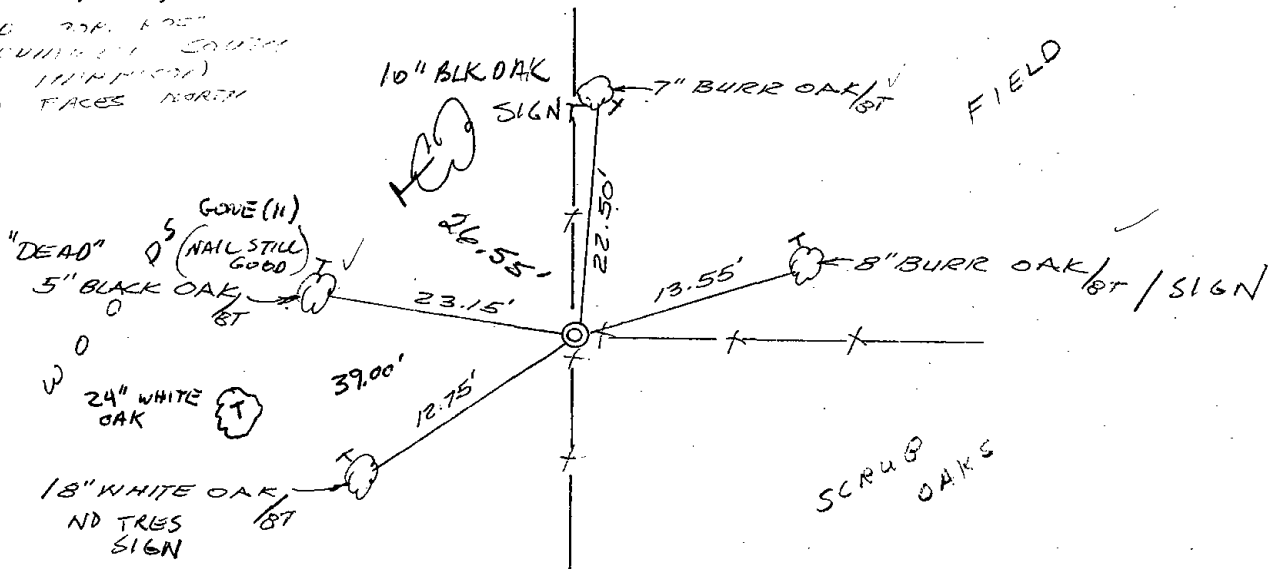 FACES NORTH
10" BLK OAK
SIGN
7" BURR OAK/BT
FIELD
22.50'
26.55'
GONE (11)
"DEAD"
(NAIL STILL
GOOD)
5" BLACK OAK/BT
23.15'
13.55'
8" BURR OAK/BT / SIGN
24" WHITE
OAK
39.00'
12.75'
18" WHITE OAK/BT
NO TRES
SIGN
SCRUB
OAKS